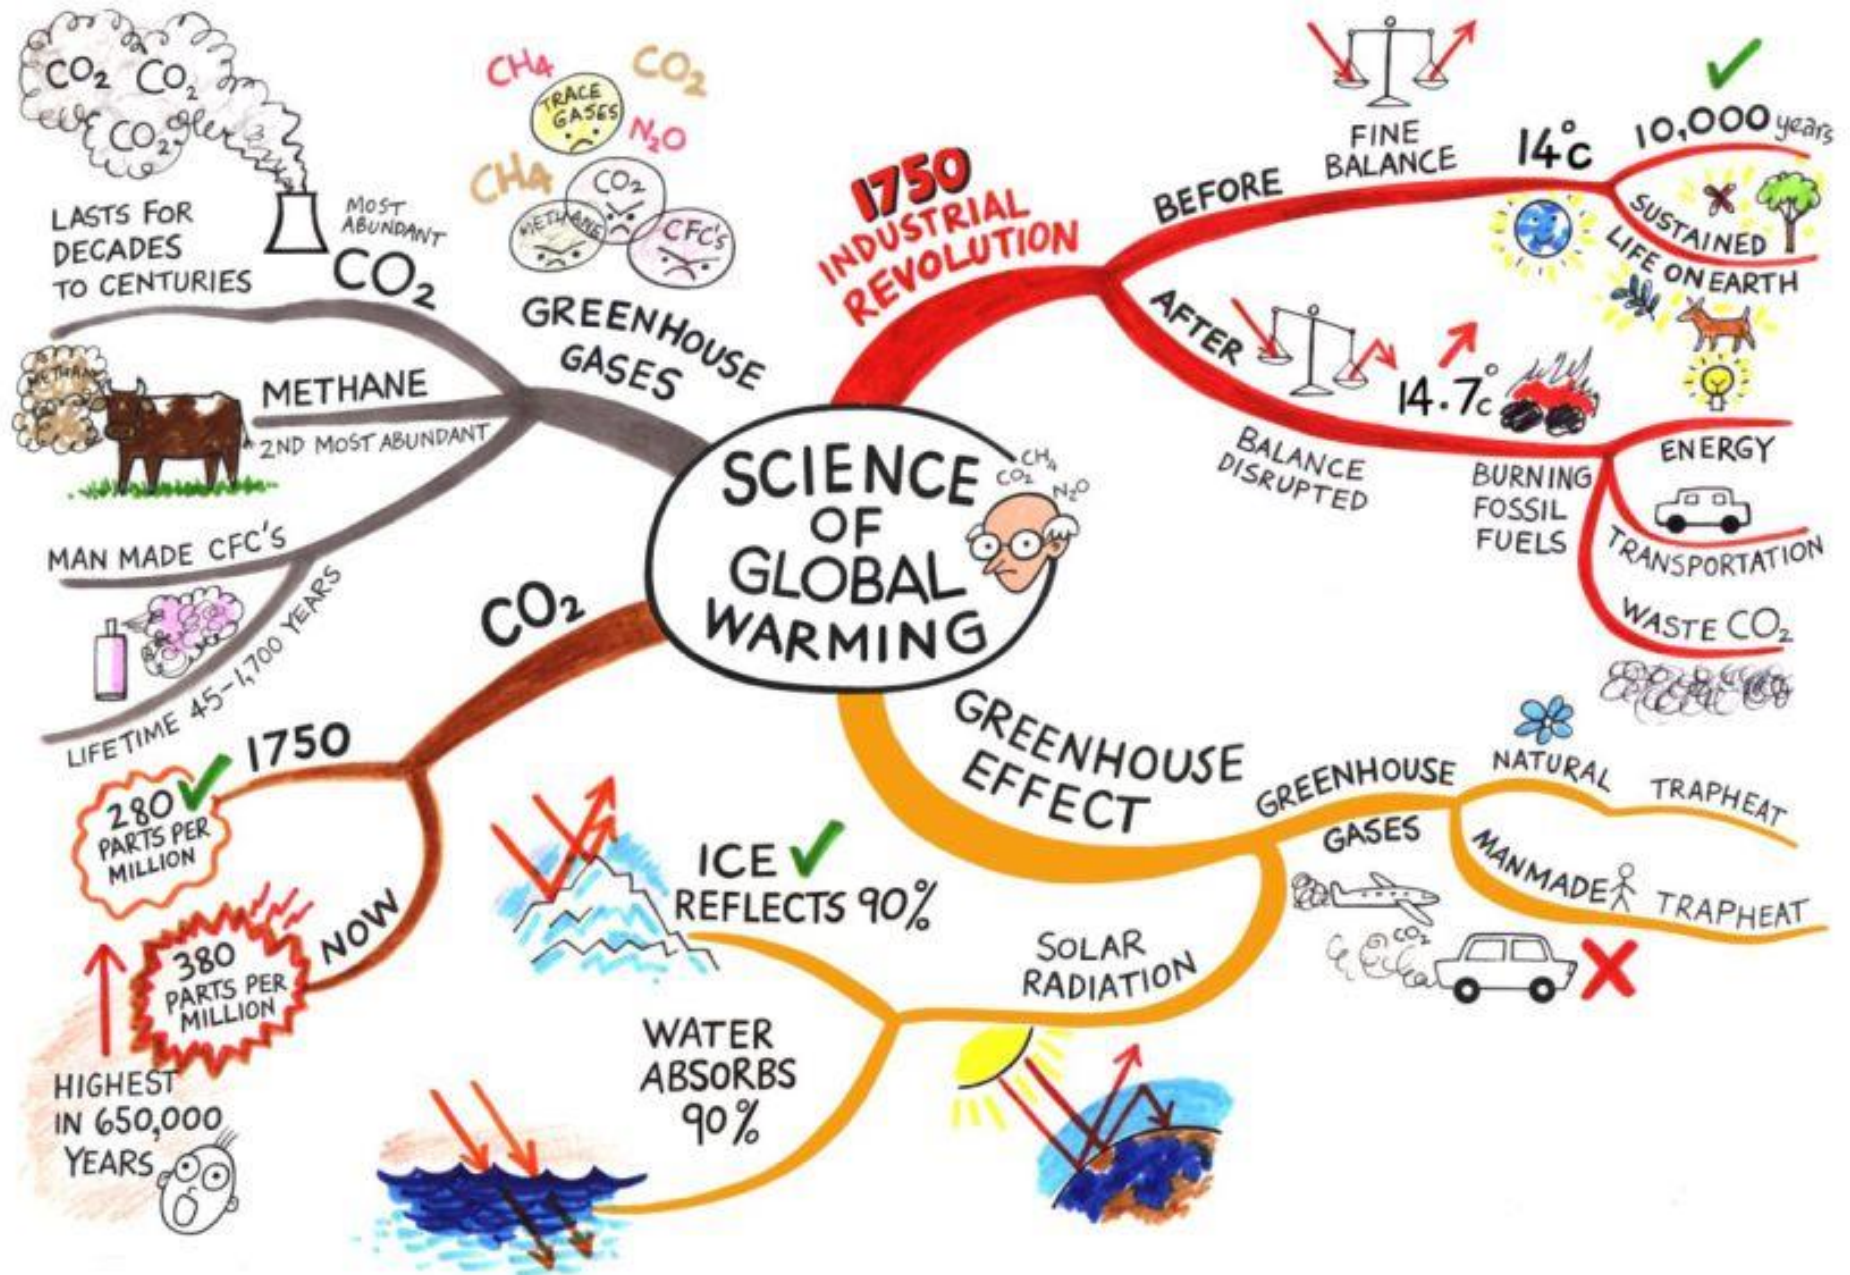 SCIENCE
OF
GLOBAL
WARMING
CH4
CO2
N2O
1750
INDUSTRIAL
REVOLUTION
BEFORE
FINE
BALANCE
14°C
10,000 years
SUSTAINED
LIFE ON EARTH
AFTER
BALANCE
DISRUPTED
14.7°C
BURNING
FOSSIL
FUELS
ENERGY
TRANSPORTATION
WASTE CO2
GREENHOUSE
EFFECT
GREENHOUSE
GASES
NATURAL
TRAPHEAT
MANMADE
TRAPHEAT
CO2
SOLAR
RADIATION
ICE
REFLECTS 90%
WATER
ABSORBS
90%
CO2
1750
280
PARTS PER
MILLION
NOW
380
PARTS PER
MILLION
HIGHEST
IN 650,000
YEARS
GREENHOUSE
GASES
CH4
CO2
TRACE
GASES
N2O
CH4
CO2
METHANE
CFC'S
CO2
CO2
CO2
MOST
ABUNDANT
CO2
LASTS FOR
DECADES
TO CENTURIES
METHANE
METHANE
2ND MOST ABUNDANT
MAN MADE CFC'S
LIFETIME 45-1,700 YEARS